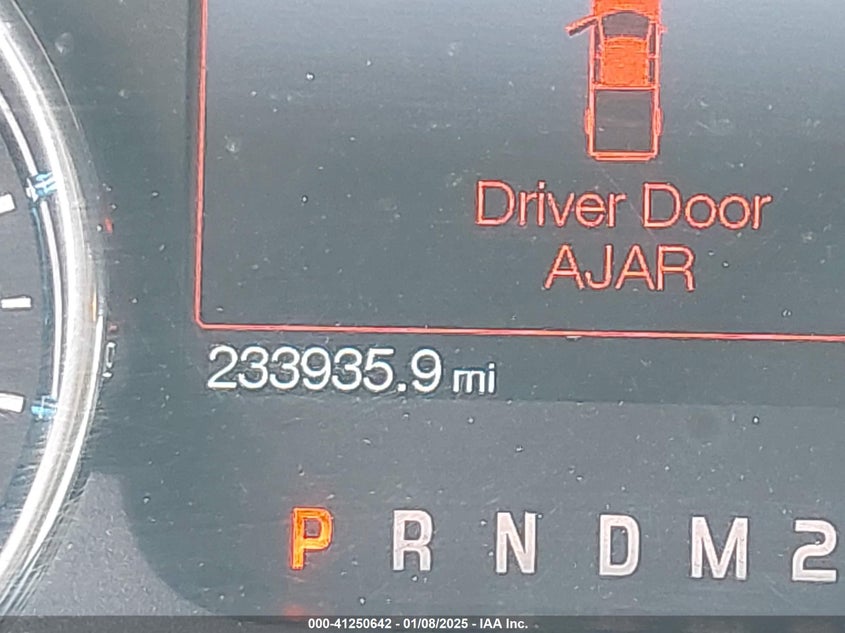 Driver Door
AJAR
233935.9 mi
P R N D M 2
000-41250642 - 01/08/2025 - IAA Inc.